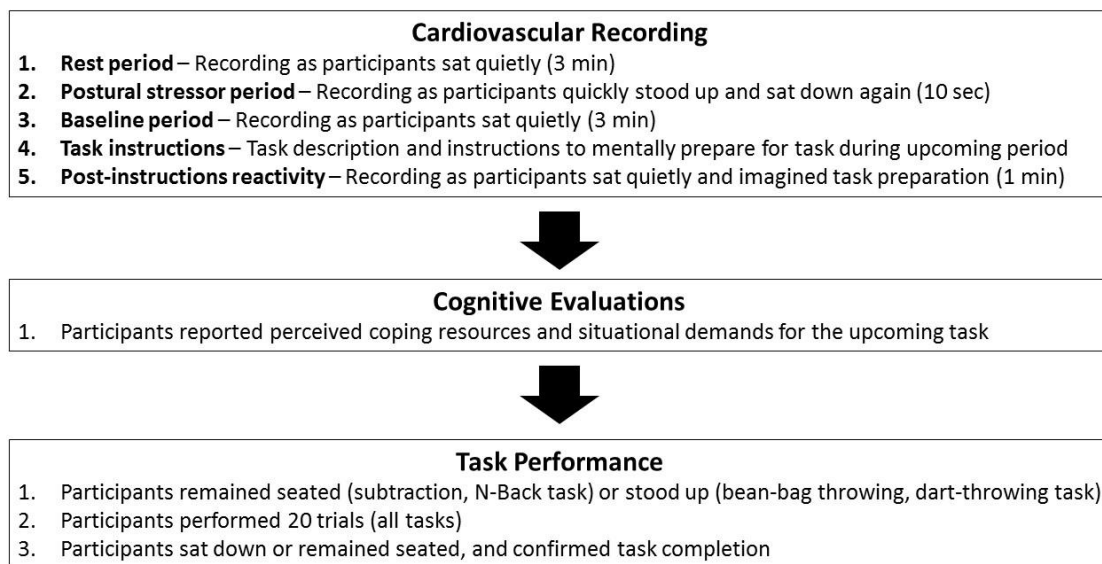 Cardiovascular Recording
1. Rest period – Recording as participants sat quietly (3 min)
2. Postural stressor period – Recording as participants quickly stood up and sat down again (10 sec)
3. Baseline period – Recording as participants sat quietly (3 min)
4. Task instructions – Task description and instructions to mentally prepare for task during upcoming period
5. Post-instructions reactivity – Recording as participants sat quietly and imagined task preparation (1 min)
Cognitive Evaluations
1. Participants reported perceived coping resources and situational demands for the upcoming task
Task Performance
1. Participants remained seated (subtraction, N-Back task) or stood up (bean-bag throwing, dart-throwing task)
2. Participants performed 20 trials (all tasks)
3. Participants sat down or remained seated, and confirmed task completion